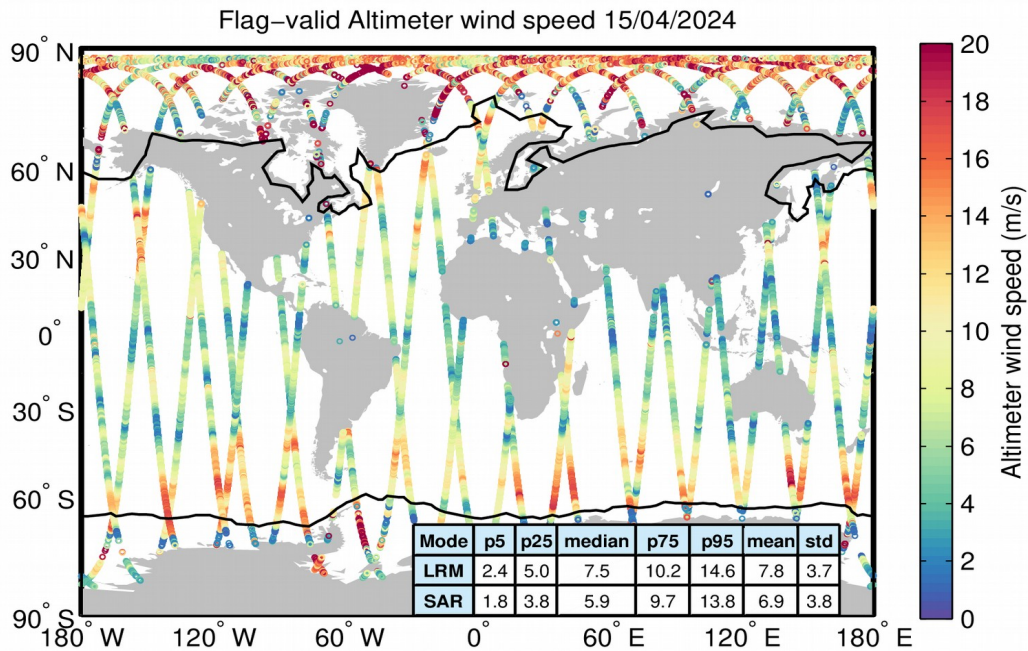 Flag−valid Altimeter wind speed 15/04/2024
90° N
60° N
30° N
0°
30° S
60° S
90° S
180° W
120° W
60° W
0°
60° E
120° E
180° E
Mode p5 p25 median p75 p95 mean std
LRM 2.4 5.0 7.5 10.2 14.6 7.8 3.7
SAR 1.8 3.8 5.9 9.7 13.8 6.9 3.8
20
18
16
14
12
10
8
6
4
2
0
Altimeter wind speed (m/s)